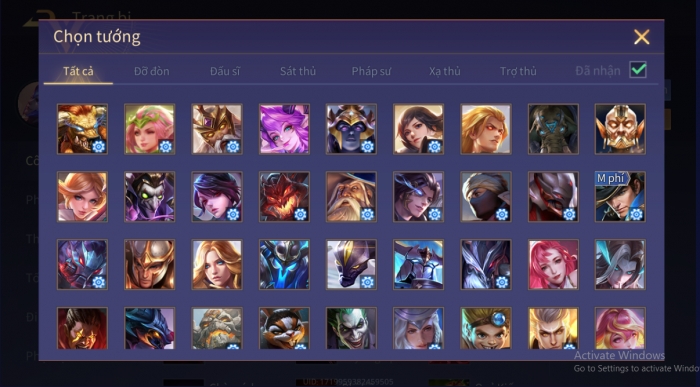 Trang bị
Chọn tướng
Tất cả
Đỡ đòn
Đấu sĩ
Sát thủ
Pháp sư
Xạ thủ
Trợ thủ
Đã nhận
M phí
Activate Windows
Go to Settings to activate Windo